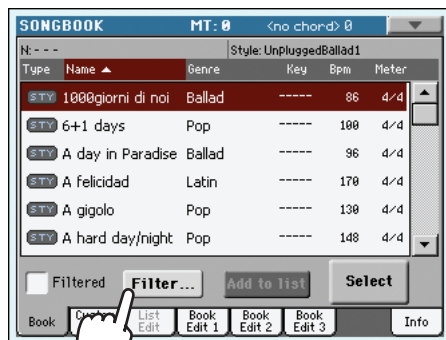 SONGBOOK MT: 0 <no chord> 0
N: - - - Style: UnpluggedBallad1
Type Name Genre Key Bpm Meter
STY 1000giorni di noi Ballad ----- 86 4/4
STY 6+1 days Pop ----- 100 4/4
STY A day in Paradise Ballad ----- 96 4/4
STY A felicidad Latin ----- 170 4/4
STY A gigolo Pop ----- 130 4/4
STY A hard day/night Pop ----- 148 4/4
Filtered Filter... Add to list Select
Book List Edit Book Edit 1 Book Edit 2 Book Edit 3 Info